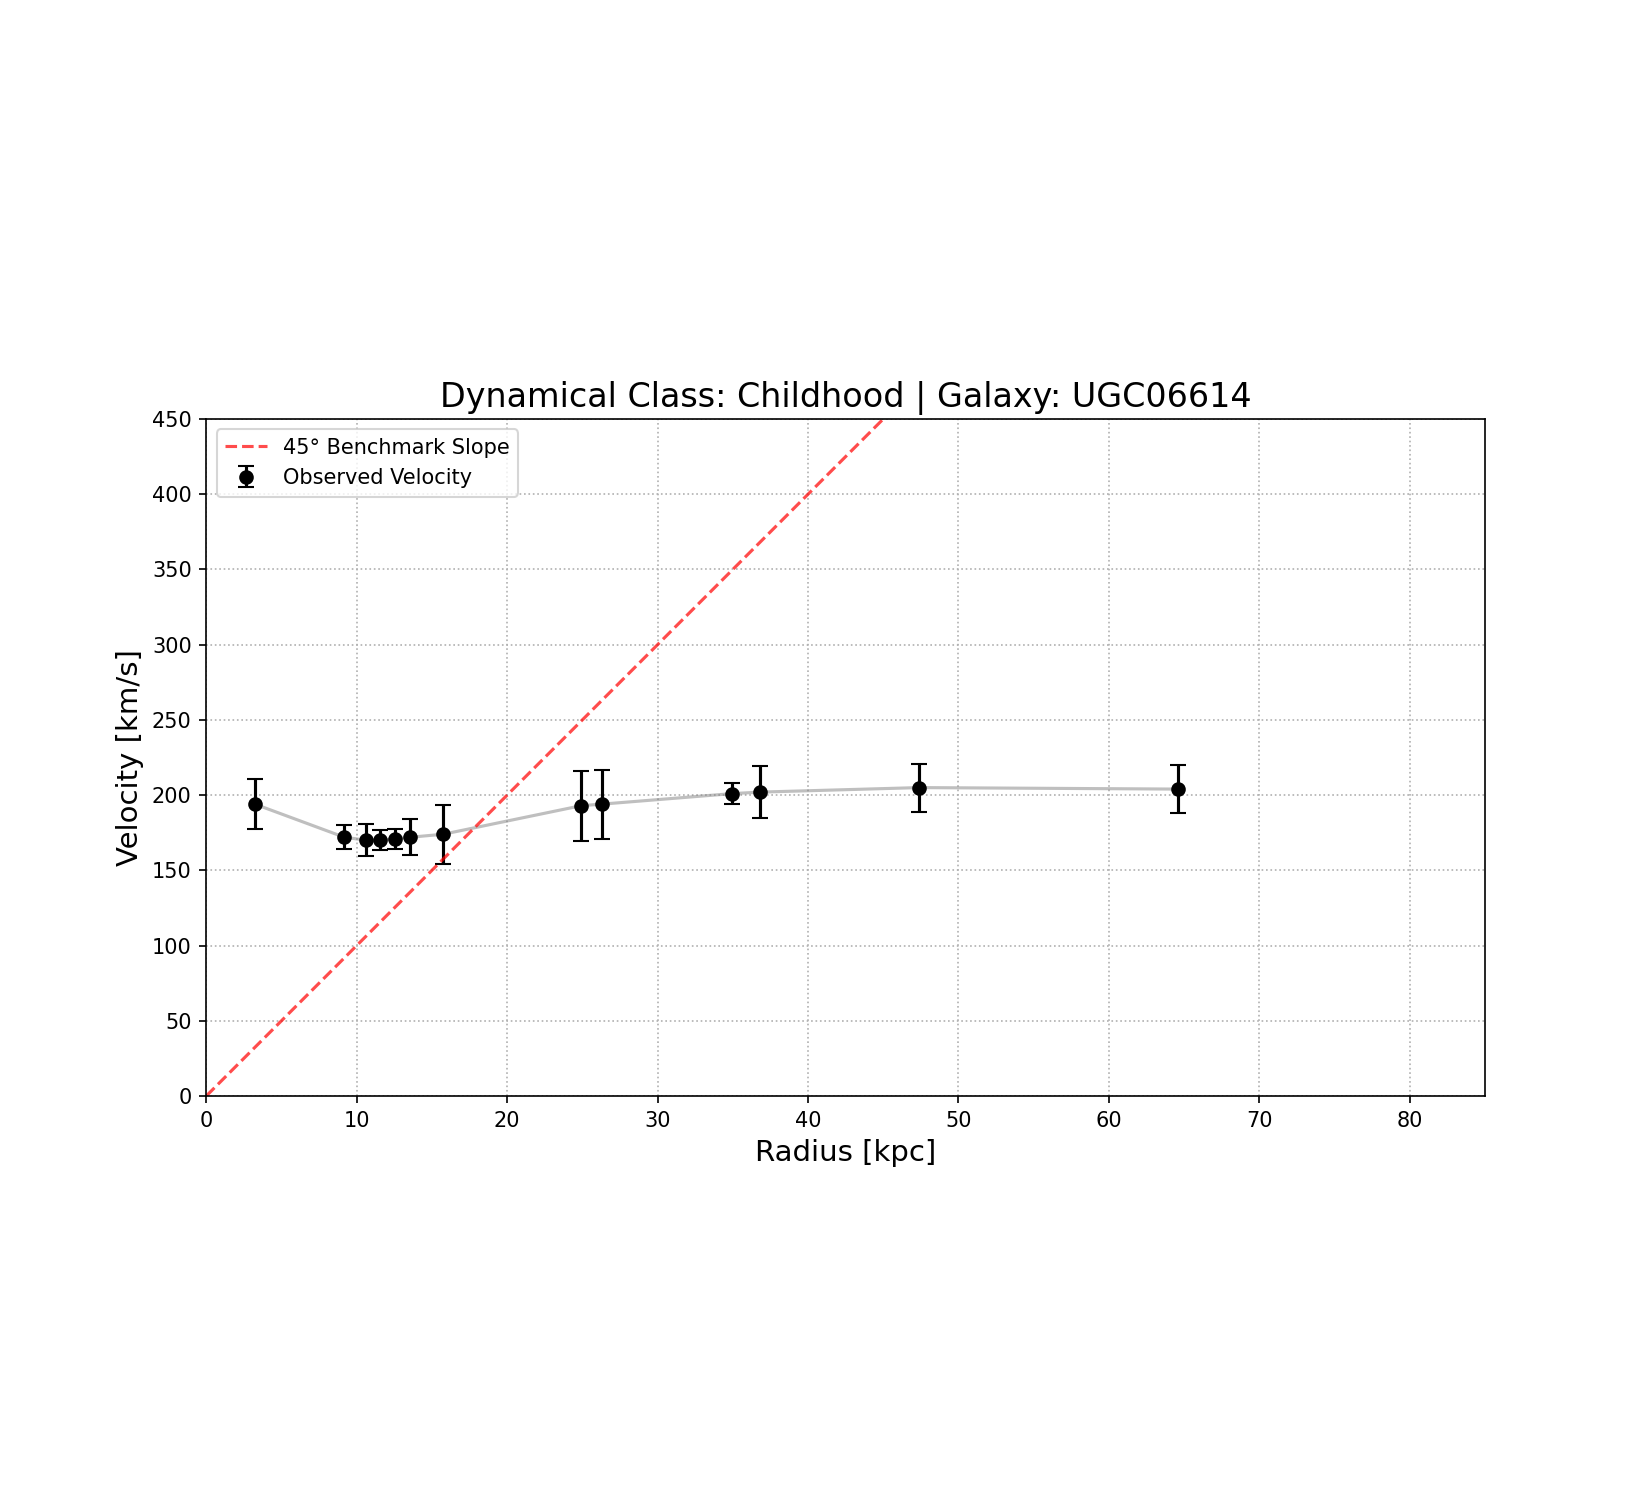 Dynamical Class: Childhood | Galaxy: UGC06614
45° Benchmark Slope
Observed Velocity
Velocity [km/s]
450
400
350
300
250
200
150
100
50
0
0 10 20 30 40 50 60 70 80
Radius [kpc]